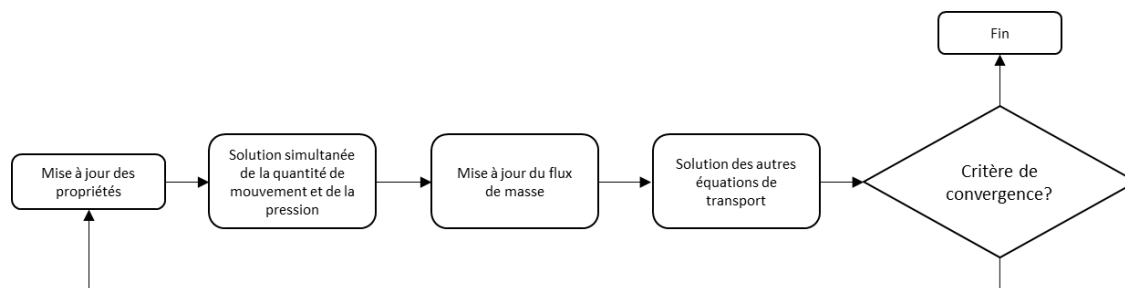 Fin
Mise à jour des
propriétés
Solution simultanée
de la quantité de
mouvement et de la
pression
Mise à jour du flux
de masse
Solution des autres
équations de
transport
Critère de
convergence?